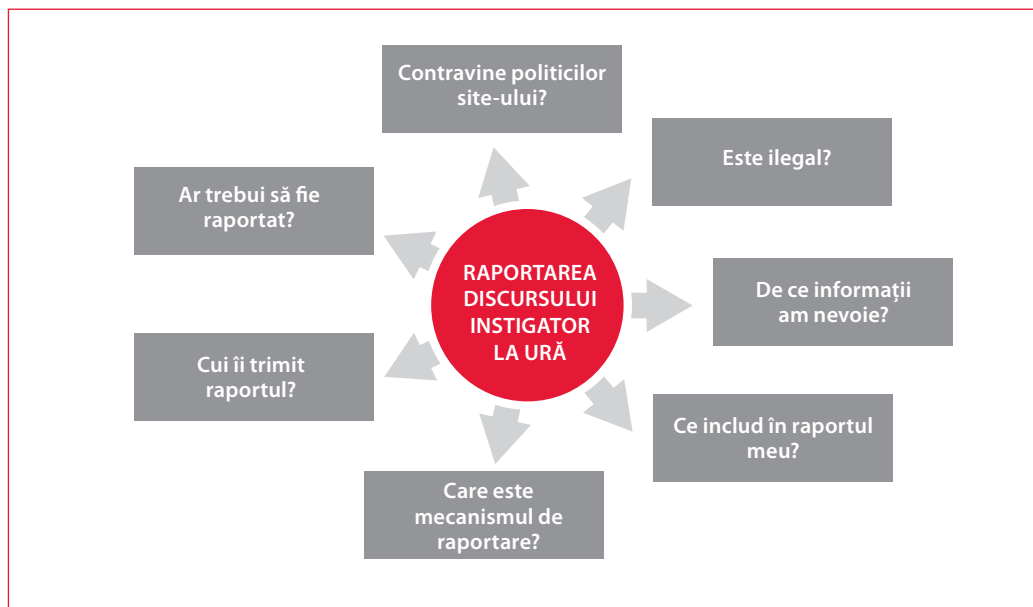 Contravine politicilor
site-ului?
Este ilegal?
Ar trebui să fie
raportat?
RAPORTAREA
DISCURSULUI
INSTIGATOR
LA URĂ
De ce informații
am nevoie?
Cui îi trimit
raportul?
Ce includ în raportul
meu?
Care este
mecanismul de
raportare?